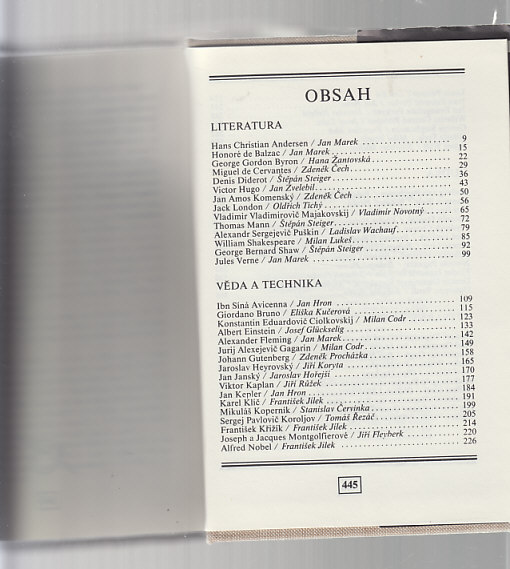 OBSAH
LITERATURA
Hans Christian Andersen / Jan Marek .................... 9
Honoré de Balzac / Jan Marek .................... 15
George Gordon Byron / Hana Žantovská .................... 22
Miguel de Cervantes / Zdeněk Čech .................... 29
Denis Diderot / Štěpán Steiger .................... 36
Victor Hugo / Jan Zvelebil .................... 43
Jan Amos Komenský / Zdeněk Čech .................... 50
Jack London / Oldřich Tichý .................... 56
Vladimir Vladimirovič Majakovskij / Vladimír Novotný .................... 65
Thomas Mann / Štěpán Steiger .................... 72
Alexandr Sergejevič Puškin / Ladislav Wachauf .................... 79
William Shakespeare / Milan Lukeš .................... 85
George Bernard Shaw / Štěpán Steiger .................... 92
Jules Verne / Jan Marek .................... 99
VĚDA A TECHNIKA
Ibn Síná Avicenna / Jan Hron .................... 109
Giordano Bruno / Eliška Kučerová .................... 115
Konstantin Eduardovič Ciolkovskij / Milan Codr .................... 123
Albert Einstein / Josef Glückselig .................... 133
Alexander Fleming / Jan Marek .................... 142
Jurij Alexejevič Gagarin / Milan Codr .................... 149
Johann Gutenberg / Zdeněk Procházka .................... 158
Jaroslav Heyrovský / Jiří Koryta .................... 165
Jan Janský / Jaroslav Hořejší .................... 170
Viktor Kaplan / Jiří Růžek .................... 177
Jan Kepler / Jan Hron .................... 184
Karel Klíč / František Jílek .................... 191
Mikuláš Koperník / Stanislav Červinka .................... 199
Sergej Pavlovič Koroljov / Tomáš Řezáč .................... 205
František Křižík / František Jílek .................... 214
Joseph a Jacques Montgolfierové / Jiří Fleyberk .................... 220
Alfred Nobel / František Jílek .................... 226
445